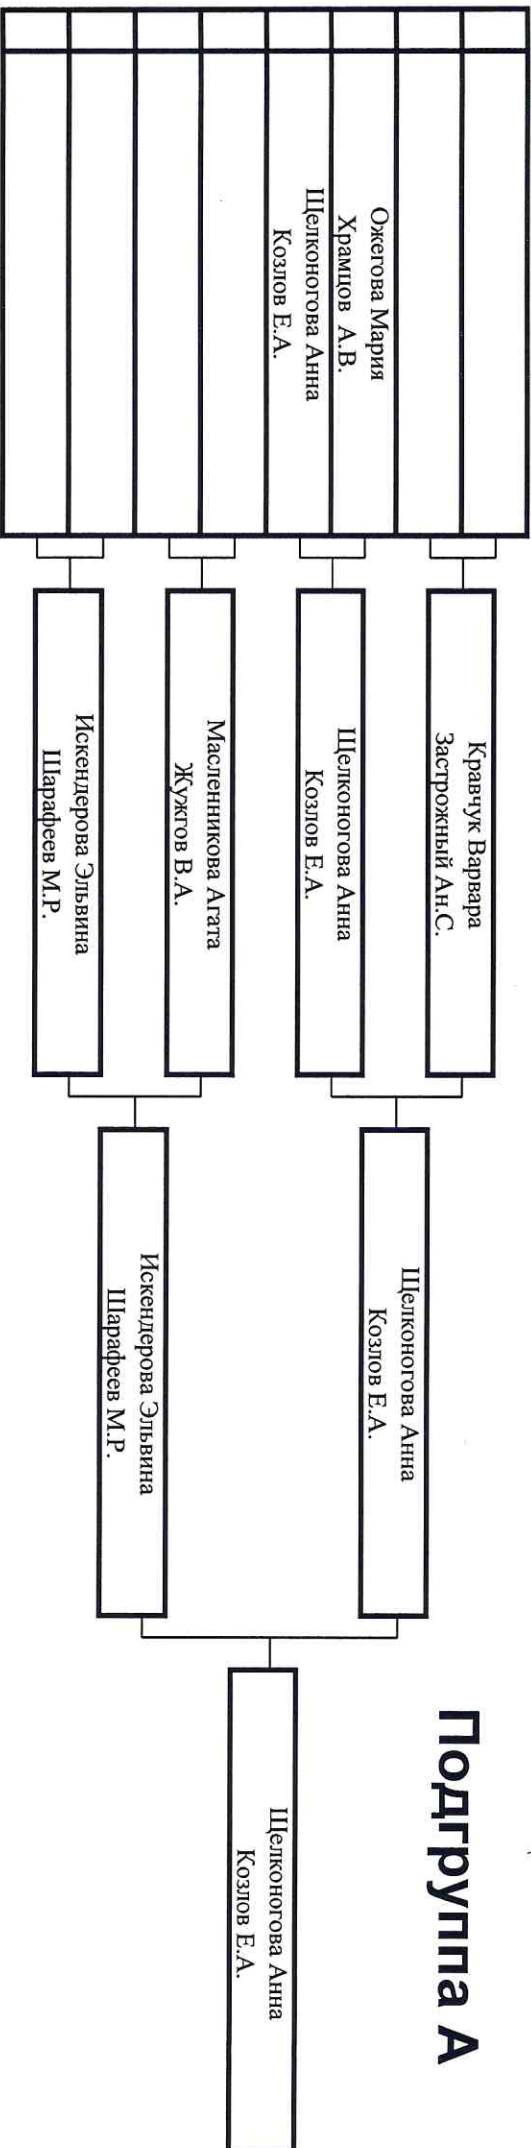 Подгруппа А
Ожегова Мария
Храмцов А.В.
Щелконогова Анна
Козлов Е.А.
Кравчук Варвара
Застрожный Ан.С.
Щелконогова Анна
Козлов Е.А.
Масленникова Агата
Жужгов В.А.
Искендерова Эльвина
Шарафеев М.Р.
Щелконогова Анна
Козлов Е.А.
Искендерова Эльвина
Шарафеев М.Р.
Щелконогова Анна
Козлов Е.А.